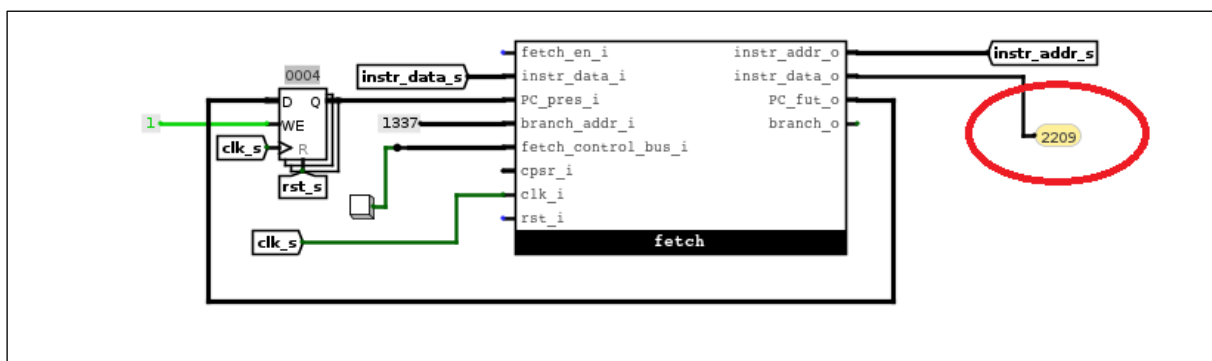 0004
D Q
WE
R
1
clk_s
rst_s
clk_s
instr_data_s
1337
fetch_en_i
instr_data_i
PC_pres_i
branch_addr_i
fetch_control_bus_i
cpsr_i
clk_i
rst_i
instr_addr_o
instr_data_o
PC_fut_o
branch_o
fetch
instr_addr_s
2209